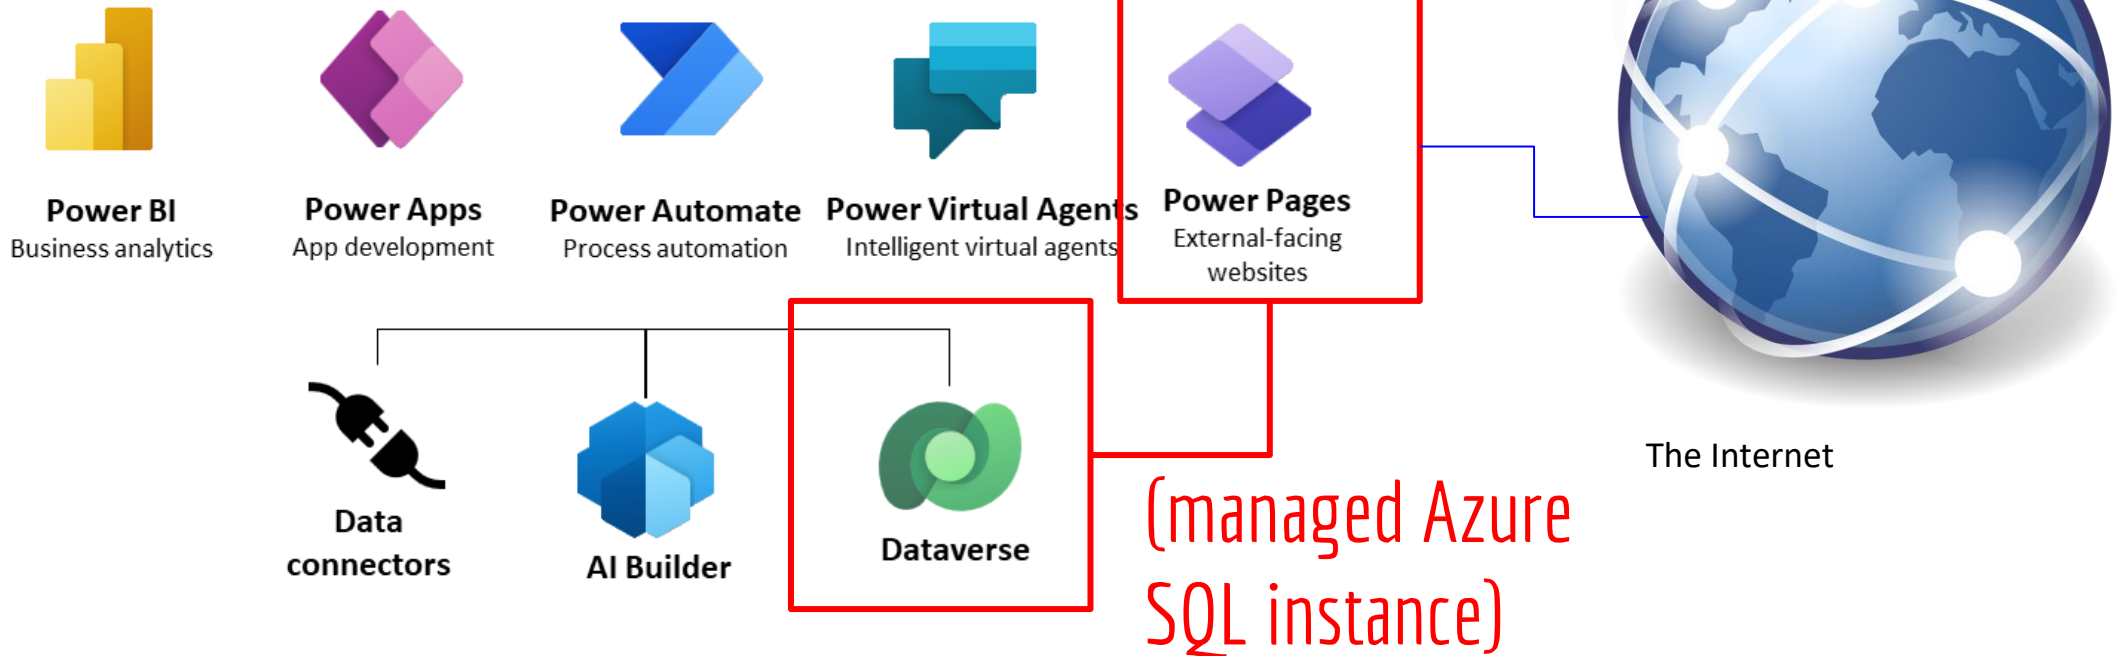 Power BI
Business analytics
Power Apps
App development
Power Automate
Process automation
Power Virtual Agents
Intelligent virtual agents
Power Pages
External-facing
websites
Data
connectors
AI Builder
Dataverse
(managed Azure
SQL instance)
The Internet